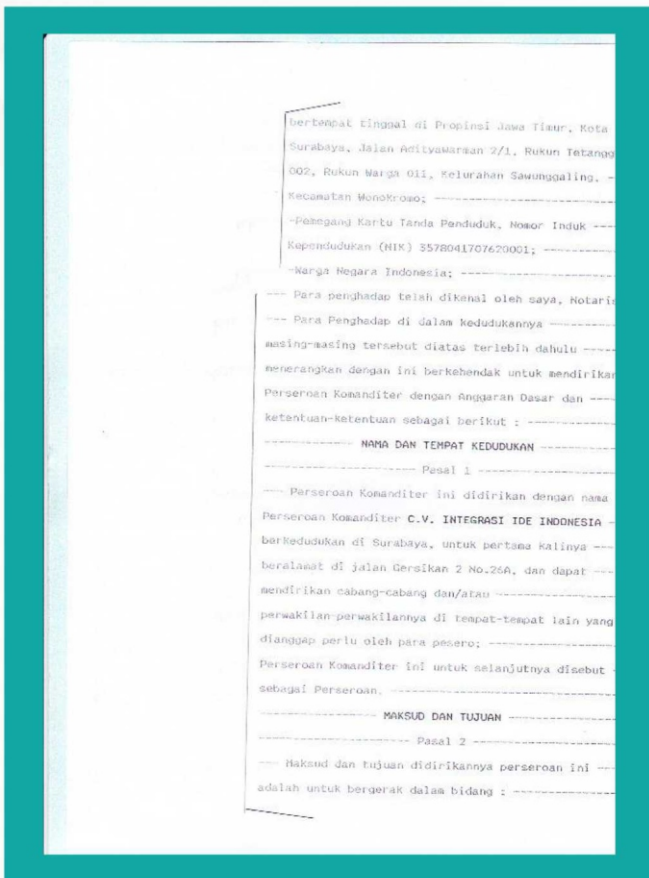 bertempat tinggal di Propinsi Jawa Timur, Kota
Surabaya, Jalan Adityawarman 2/1, Rukun Tetangg
002, Rukun Warga 011, Kelurahan Sawunggaling, -
Kecamatan Wonokromo; ---
-Pemegang Kartu Tanda Penduduk, Nomor Induk ----
Kependudukan (NIK) 3578041707620001; ---
-Warga Negara Indonesia; ---
--- Para penghadap telah dikenal oleh saya, Notaris
--- Para Penghadap di dalam kedudukannya ---
masing-masing tersebut diatas terlebih dahulu ----
menerangkan dengan ini berkehendak untuk mendirikan
Perseroan Komanditer dengan Anggaran Dasar dan ----
ketentuan-ketentuan sebagai berikut : ---
--- NAMA DAN TEMPAT KEDUDUKAN ---
--- Pasal 1 ---
--- Perseroan Komanditer ini didirikan dengan nama
Perseroan Komanditer C.V. INTEGRASI IDE INDONESIA -
berkedudukan di Surabaya, untuk pertama kalinya ---
beralamat di jalan Gersikan 2 No.26A, dan dapat ----
mendirikan cabang-cabang dan/atau ---
perwakilan-perwakilannya di tempat-tempat lain yang
dianggap perlu oleh para pesero; ---
Perseroan Komanditer ini untuk selanjutnya disebut -
sebagai Perseroan. ---
--- MAKSUD DAN TUJUAN ---
--- Pasal 2 ---
--- Maksud dan tujuan didirikannya perseroan ini ---
adalah untuk bergerak dalam bidang : ---